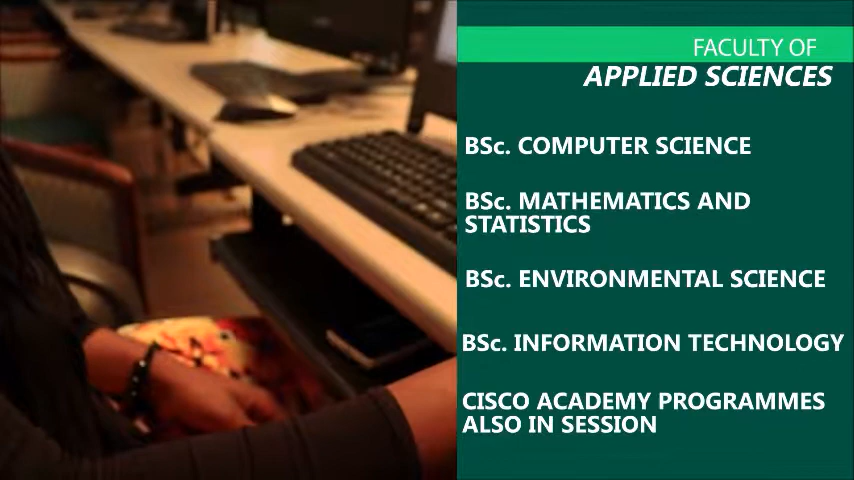 FACULTY OF
APPLIED SCIENCES
BSc. COMPUTER SCIENCE
BSc. MATHEMATICS AND
STATISTICS
BSc. ENVIRONMENTAL SCIENCE
BSc. INFORMATION TECHNOLOGY
CISCO ACADEMY PROGRAMMES
ALSO IN SESSION